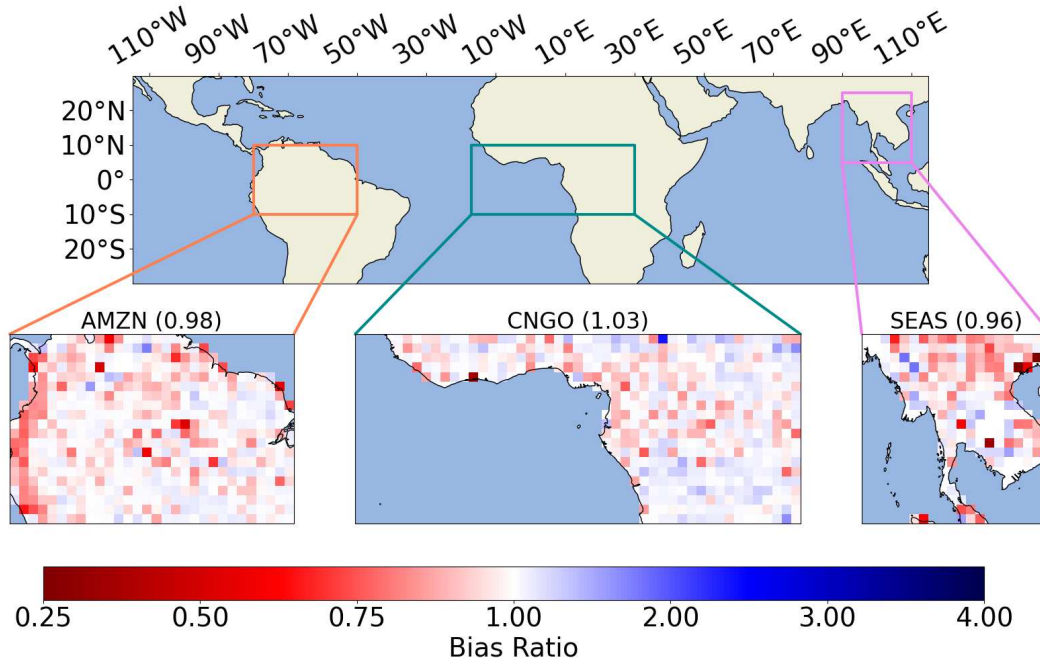 110°W 90°W 70°W 50°W 30°W 10°W 10°E 30°E 50°E 70°E 90°E 110°E
20°N
10°N
0°
10°S
20°S
AMZN (0.98) CNGO (1.03) SEAS (0.96)
0.25 0.50 0.75 1.00 2.00 3.00 4.00
Bias Ratio